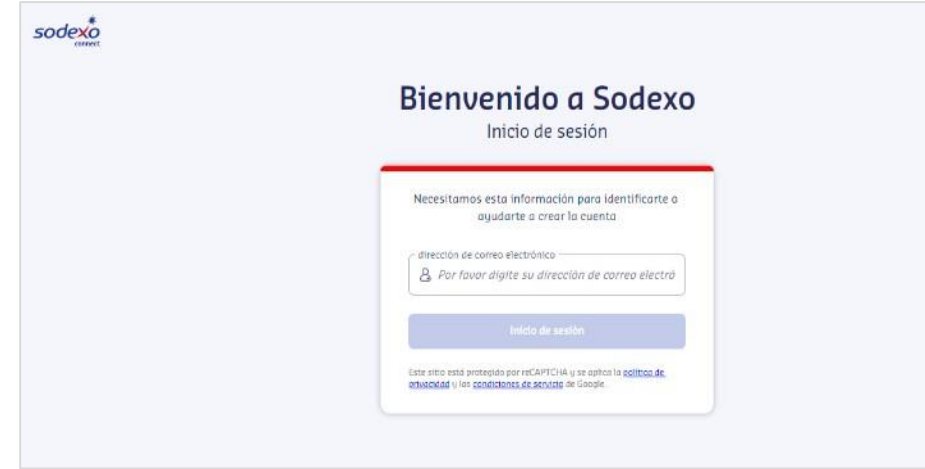 sodexo
connect
Bienvenido a Sodexo
Inicio de sesión
Necesitamos esta información para identificarte o
ayudarte a crear la cuenta
dirección de correo electrónico
Por favor digite su dirección de correo electró
Inicio de sesión
Este sitio está protegido por reCAPTCHA y se aplica la política de
privacidad y las condiciones de servicio de Google